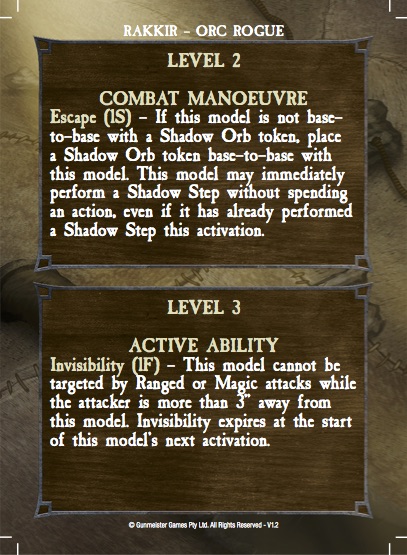 RAKKIR - ORC ROGUE
LEVEL 2
COMBAT MANOEUVRE
Escape (1S) – If this model is not base-
to-base with a Shadow Orb token, place
a Shadow Orb token base-to-base with
this model. This model may immediately
perform a Shadow Step without spending
an action, even if it has already performed
a Shadow Step this activation.
LEVEL 3
ACTIVE ABILITY
Invisibility (1F) – This model cannot be
targeted by Ranged or Magic attacks while
the attacker is more than 3" away from
this model. Invisibility expires at the start
of this model's next activation.
© Gunmeister Games Pty Ltd. All Rights Reserved - V1.2